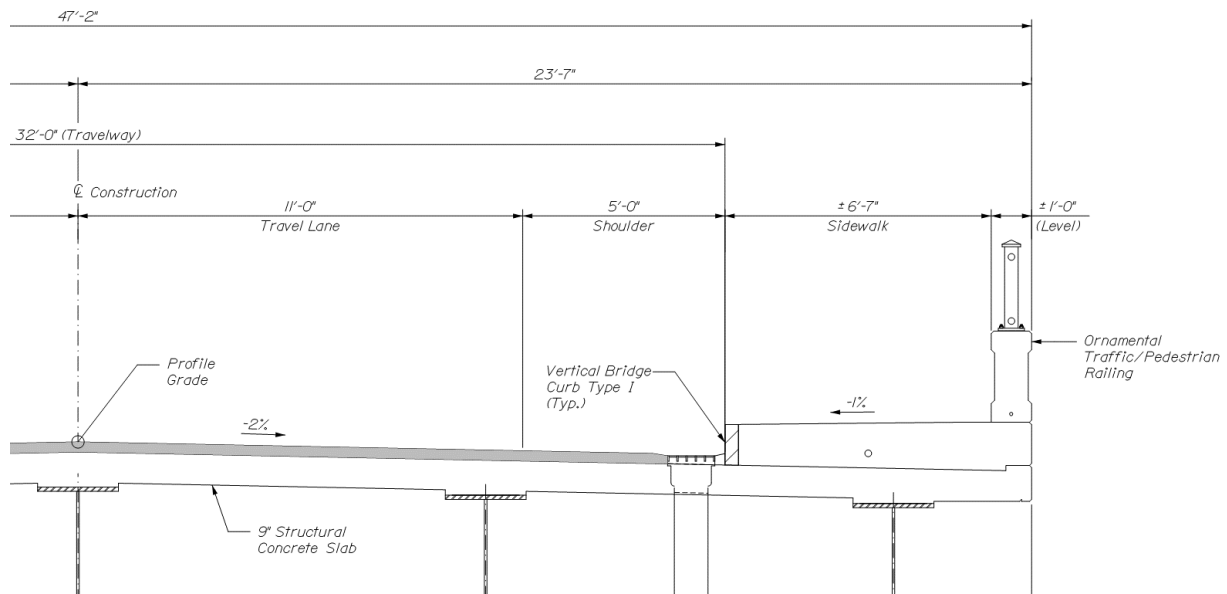 47'-2"
23'-7"
32'-0" (Travelway)
℄ Construction
11'-0"
Travel Lane
5'-0"
Shoulder
±6'-7"
Sidewalk
±1'-0"
(Level)
Profile
Grade
Vertical Bridge
Curb Type I
(Typ.)
Ornamental
Traffic/Pedestrian
Railing
-2%
-1%
9" Structural
Concrete Slab